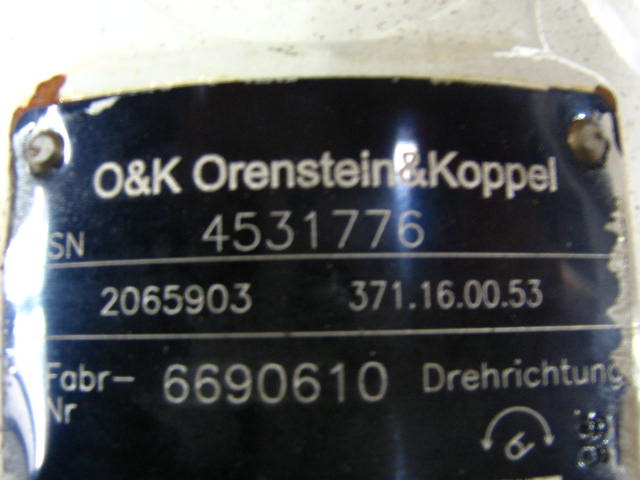 O&K Orenstein&Koppel
SN 4531776
2065903 371.16.00.53
Fabr- 6690610 Drehrichtung
Nr